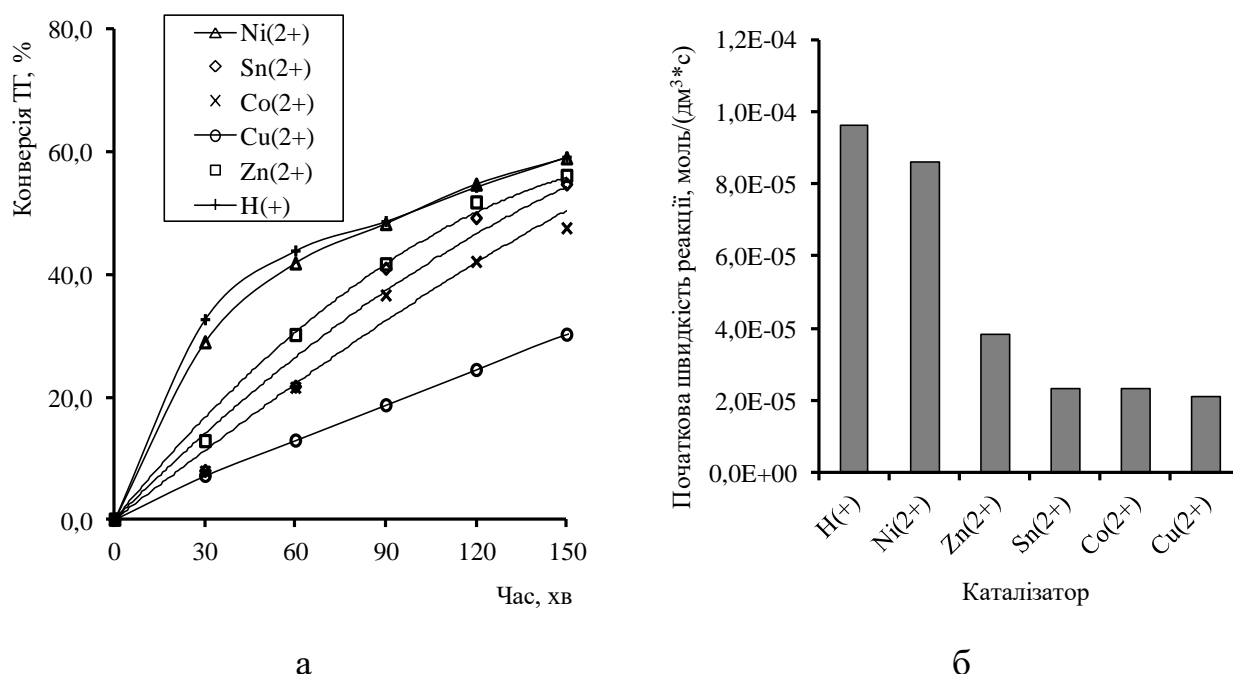 Конверсія ТГ, %
80,0
60,0
40,0
20,0
0,0
Ni(2+)
Sn(2+)
Co(2+)
Cu(2+)
Zn(2+)
H(+)
0 30 60 90 120 150
Час, хв
а
Початкова швидкість реакції, моль/(дм³*с)
1,2E-04
1,0E-04
8,0E-05
6,0E-05
4,0E-05
2,0E-05
0,0E+00
H(+) Ni(2+) Zn(2+) Sn(2+) Co(2+) Cu(2+)
Каталізатор
б